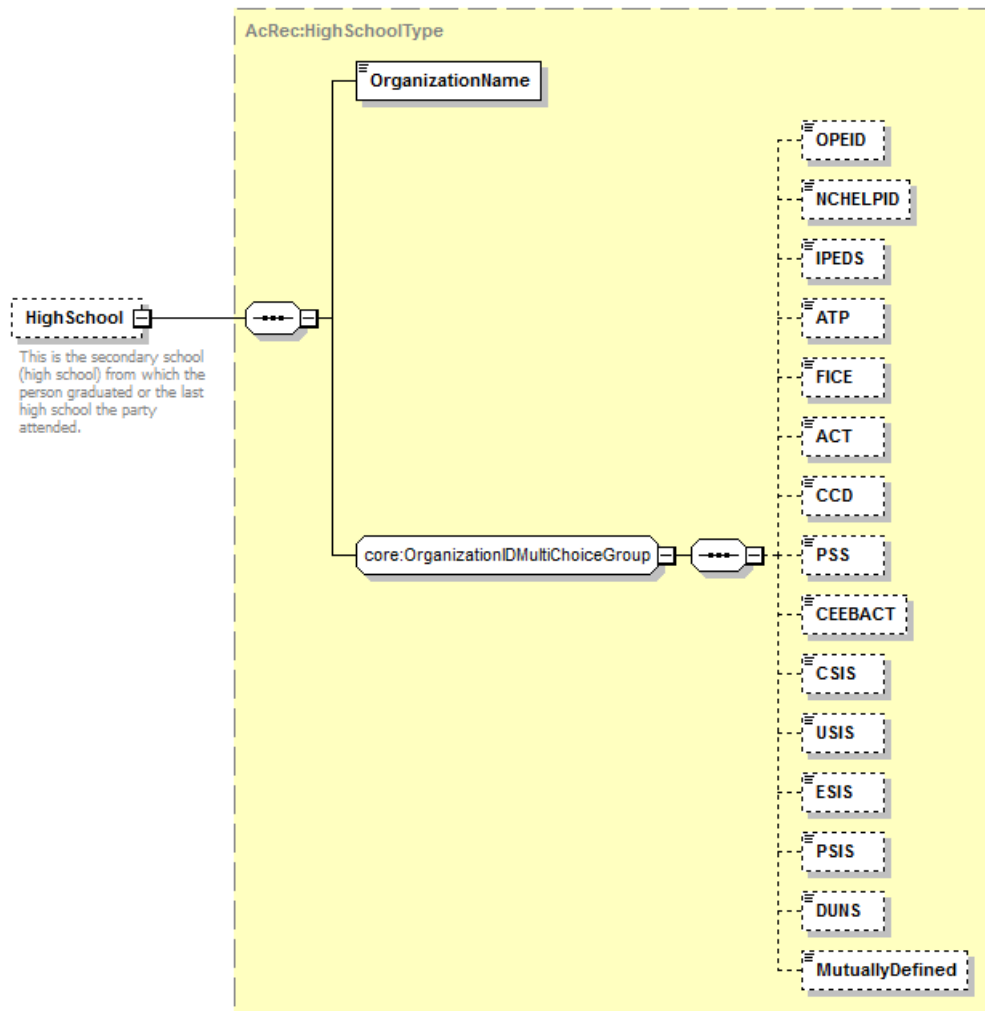 AcRec:HighSchoolType
OrganizationName
OPEID
NCHELPID
IPEDS
HighSchool
ATP
This is the secondary school
(high school) from which the
person graduated or the last
high school the party
attended.
FICE
ACT
CCD
core:OrganizationIDMultiChoiceGroup
PSS
CEEBACT
CSIS
USIS
ESIS
PSIS
DUNS
MutuallyDefined